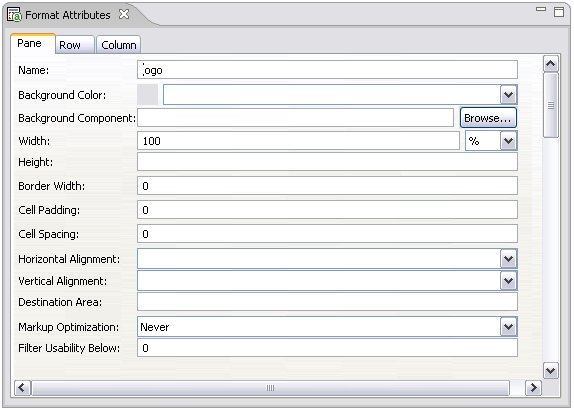 Format Attributes
Pane Row Column
Name:
Background Color:
Background Component: Browse...
Width: 100 %
Height:
Border Width: 0
Cell Padding: 0
Cell Spacing: 0
Horizontal Alignment:
Vertical Alignment:
Destination Area:
Markup Optimization: Never
Filter Usability Below: 0